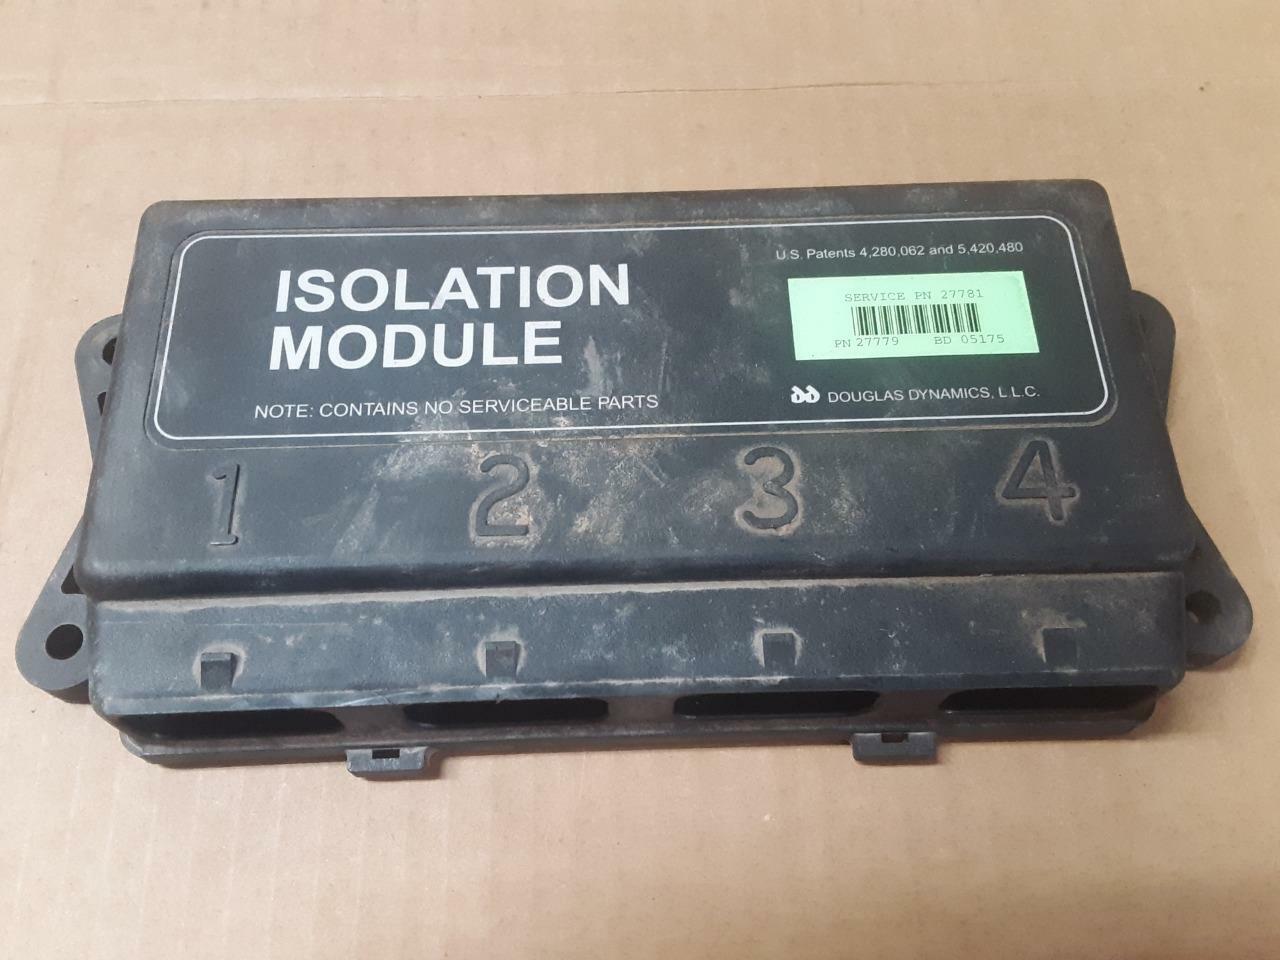 U.S. Patents 4,280,062 and 5,420,480
ISOLATION
MODULE
SERVICE PN 27781
PN 27779 BD 05175
NOTE: CONTAINS NO SERVICEABLE PARTS
DOUGLAS DYNAMICS, L.L.C.
1 2 3 4